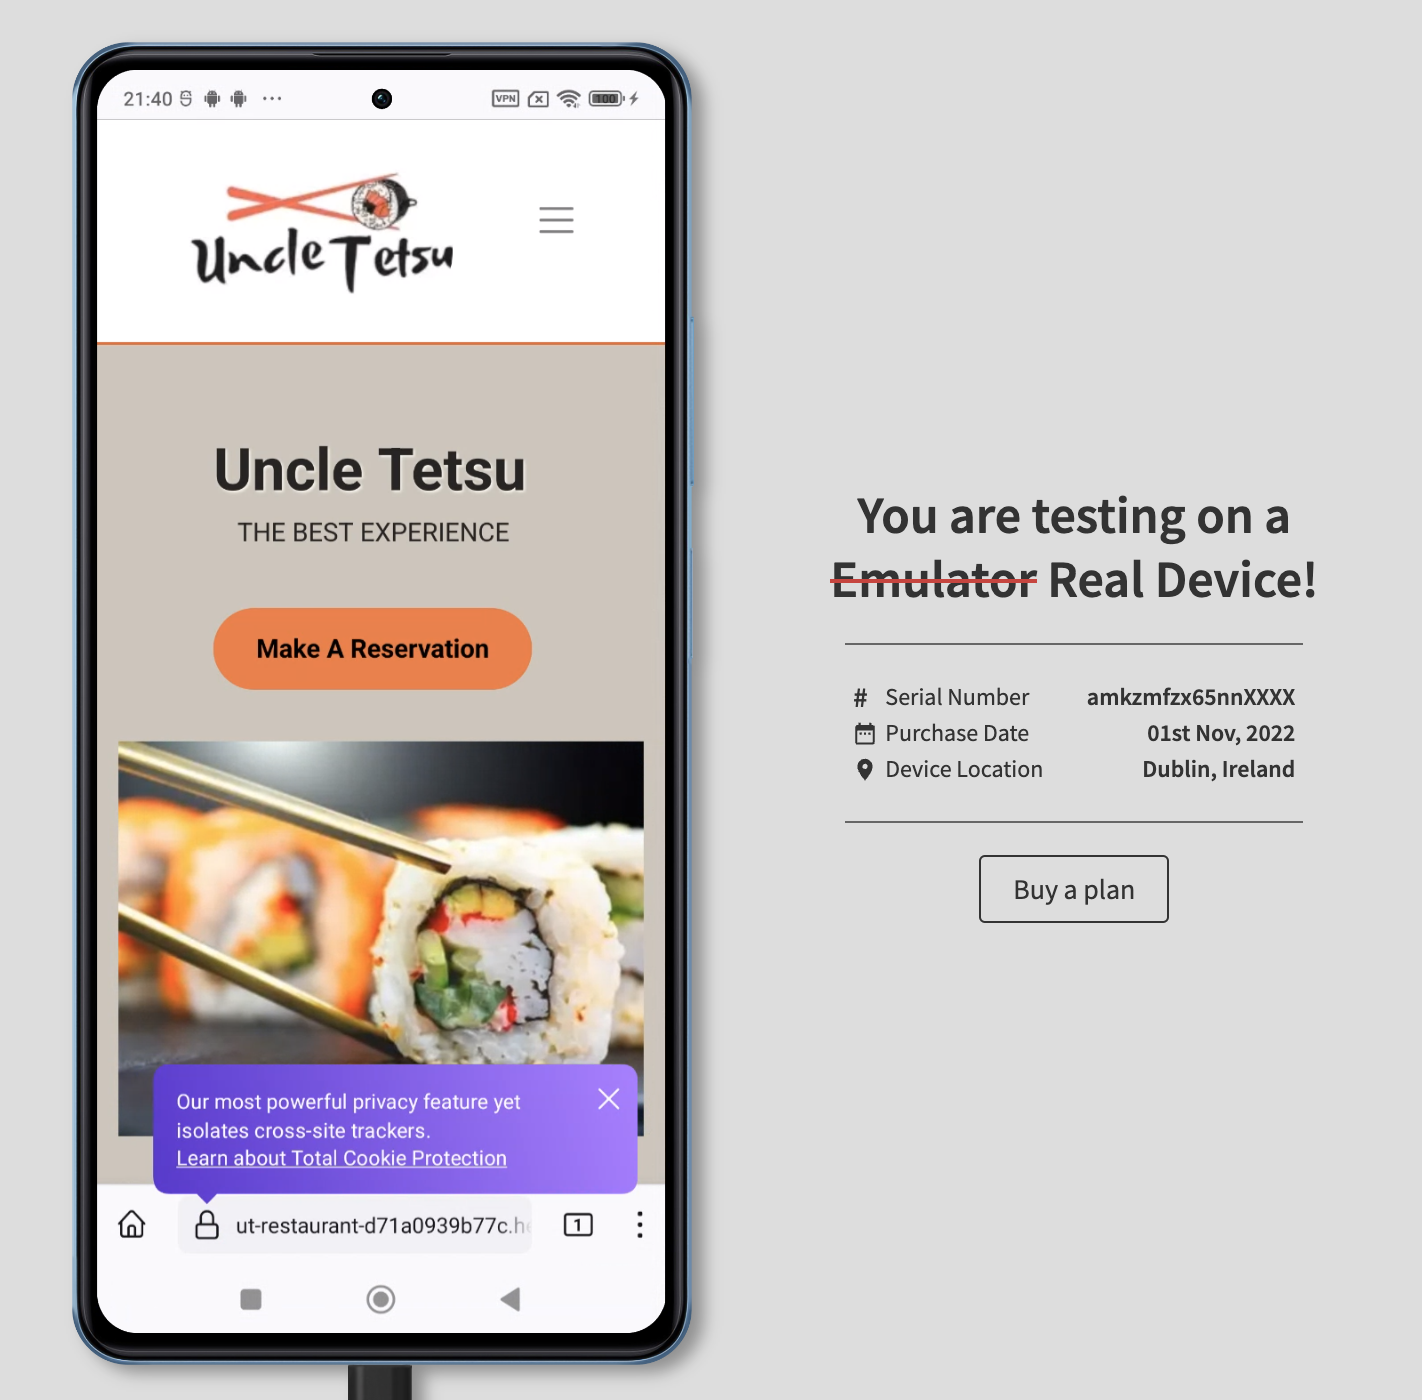 21:40
VPN
100
Uncle Tetsu
Uncle Tetsu
THE BEST EXPERIENCE
Make A Reservation
Our most powerful privacy feature yet
isolates cross-site trackers.
Learn about Total Cookie Protection
ut-restaurant-d71a0939b77c.he
1
You are testing on a
Emulator Real Device!
# Serial Number amkzmfzx65nnXXXX
Purchase Date 01st Nov, 2022
Device Location Dublin, Ireland
Buy a plan